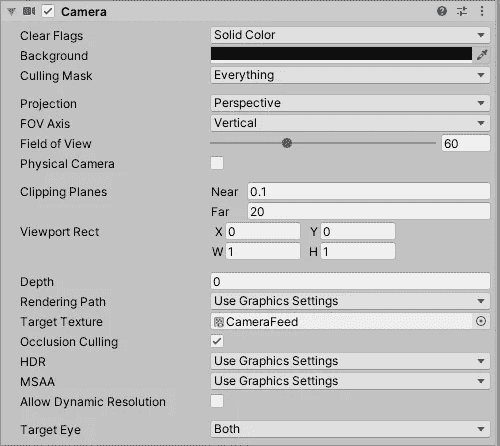 Camera
Clear Flags Solid Color
Background
Culling Mask Everything
Projection Perspective
FOV Axis Vertical
Field of View 60
Physical Camera
Clipping Planes Near 0.1
Far 20
Viewport Rect X 0 Y 0
W 1 H 1
Depth 0
Rendering Path Use Graphics Settings
Target Texture CameraFeed
Occlusion Culling
HDR Use Graphics Settings
MSAA Use Graphics Settings
Allow Dynamic Resolution
Target Eye Both